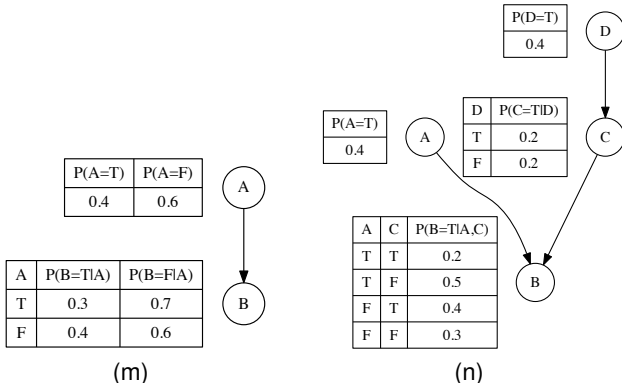 P(D=T)
0.4
D
D P(C=T|D)
T 0.2
F 0.2
C
P(A=T)
0.4
A
P(A=T) P(A=F)
0.4 0.6
A
A C P(B=T|A,C)
T T 0.2
T F 0.5
F T 0.4
F F 0.3
B
A P(B=T|A) P(B=F|A)
T 0.3 0.7
F 0.4 0.6
B
(m) (n)